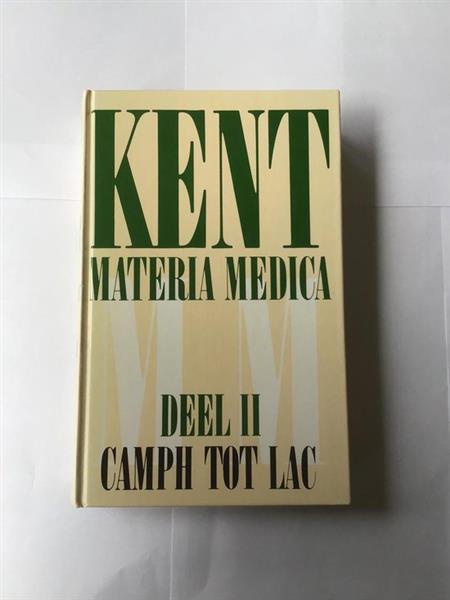 KENT
MATERIA MEDICA
MM
DEEL II
CAMPH TOT LAC